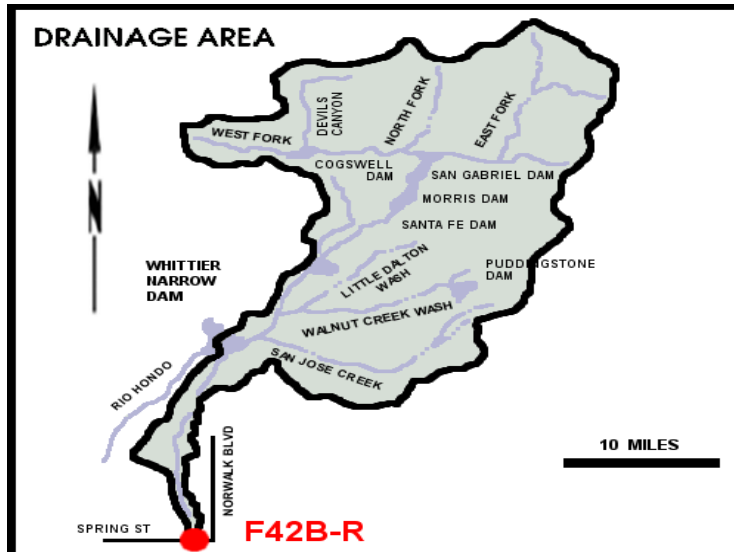 DRAINAGE AREA
N
WEST FORK
DEVILS
CANYON
NORTH FORK
EAST FORK
COGSWELL
DAM
SAN GABRIEL DAM
MORRIS DAM
SANTA FE DAM
WHITTIER
NARROW
DAM
LITTLE DALTON
WASH
PUDDINGSTONE
DAM
WALNUT CREEK WASH
SAN JOSE CREEK
RIO HONDO
NORWALK BLVD
10 MILES
SPRING ST
F42B-R